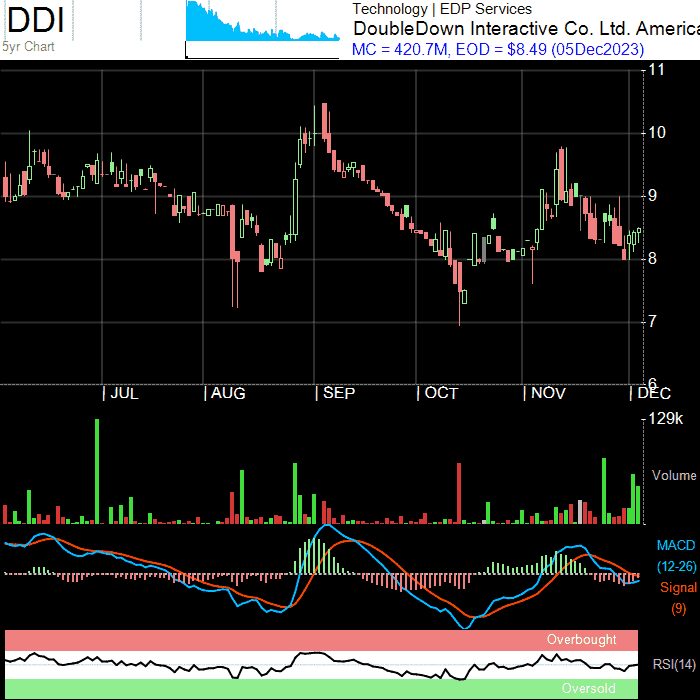 DDI
5yr Chart
Technology | EDP Services
DoubleDown Interactive Co. Ltd. America
MC = 420.7M, EOD = $8.49 (05Dec2023)
11
10
9
8
7
6
| JUL
| AUG
| SEP
| OCT
| NOV
| DEC
129k
Volume
MACD
(12-26)
Signal
(9)
Overbought
RSI(14)
Oversold